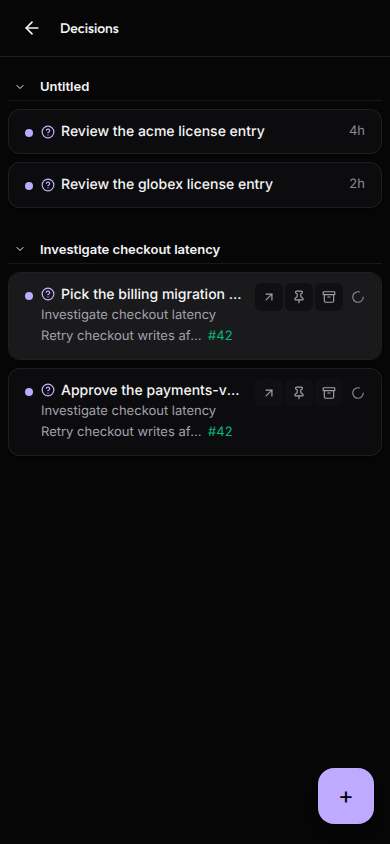 Decisions
Untitled
Review the acme license entry 4h
Review the globex license entry 2h
Investigate checkout latency
Pick the billing migration ...
Investigate checkout latency
Retry checkout writes af... #42
Approve the payments-v...
Investigate checkout latency
Retry checkout writes af... #42
+